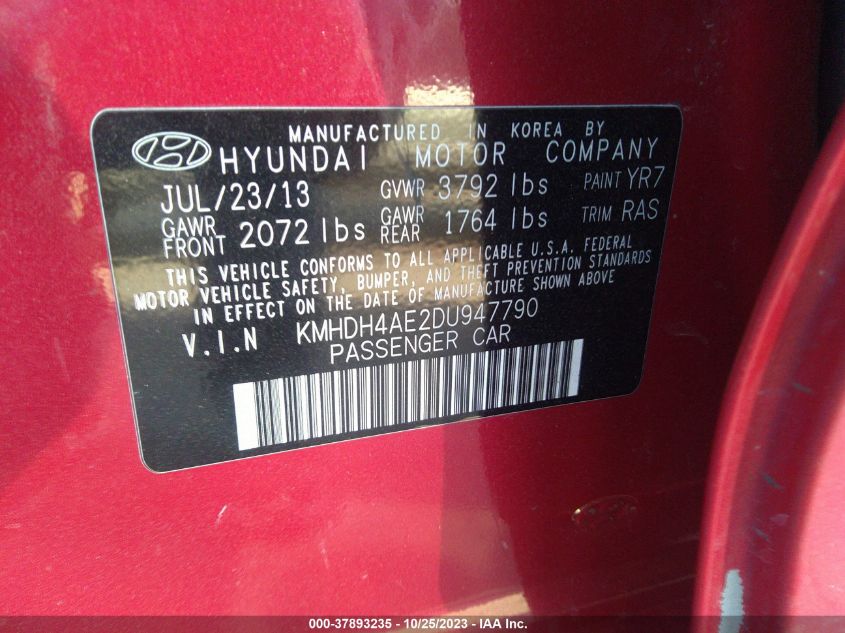 MANUFACTURED IN KOREA BY
HYUNDAI MOTOR COMPANY
JUL/23/13 GVWR 3792 lbs PAINT YR7
GAWR FRONT 2072 lbs GAWR REAR 1764 lbs TRIM RAS
THIS VEHICLE CONFORMS TO ALL APPLICABLE U.S.A. FEDERAL
MOTOR VEHICLE SAFETY, BUMPER, AND THEFT PREVENTION STANDARDS
IN EFFECT ON THE DATE OF MANUFACTURE SHOWN ABOVE
V.I.N KMHDH4AE2DU947790
PASSENGER CAR
000-37893235 - 10/25/2023 - IAA Inc.